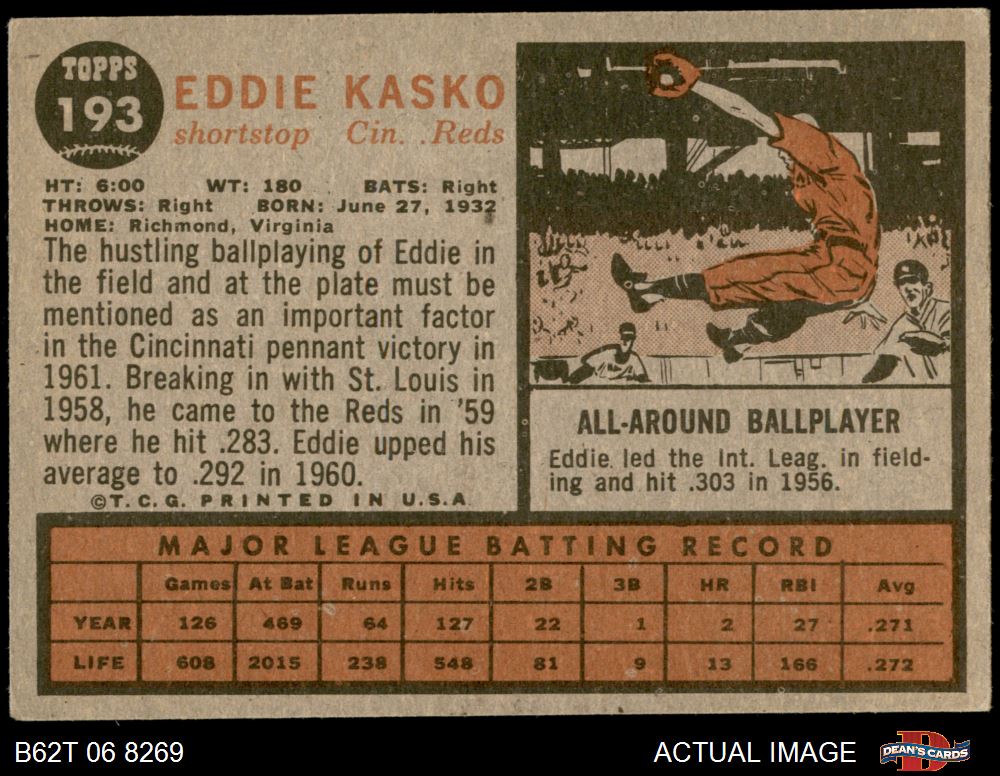 TOPPS
193
EDDIE KASKO
shortstop Cin. .Reds
HT: 6:00 WT: 180 BATS: Right
THROWS: Right BORN: June 27, 1932
HOME: Richmond, Virginia
The hustling ballplaying of Eddie in
the field and at the plate must be
mentioned as an important factor
in the Cincinnati pennant victory in
1961. Breaking in with St. Louis in
1958, he came to the Reds in '59
where he hit .283. Eddie upped his
average to .292 in 1960.
©T.C.G. PRINTED IN U.S.A
ALL-AROUND BALLPLAYER
Eddie led the Int. Leag. in field-
ing and hit .303 in 1956.
MAJOR LEAGUE BATTING RECORD
Games At Bat Runs Hits 2B 3B HR RBI Avg
YEAR 126 469 64 127 22 1 2 27 .271
LIFE 608 2015 238 548 81 9 13 166 .272
B62T 06 8269
ACTUAL IMAGE
D
DEAN'S CARDS